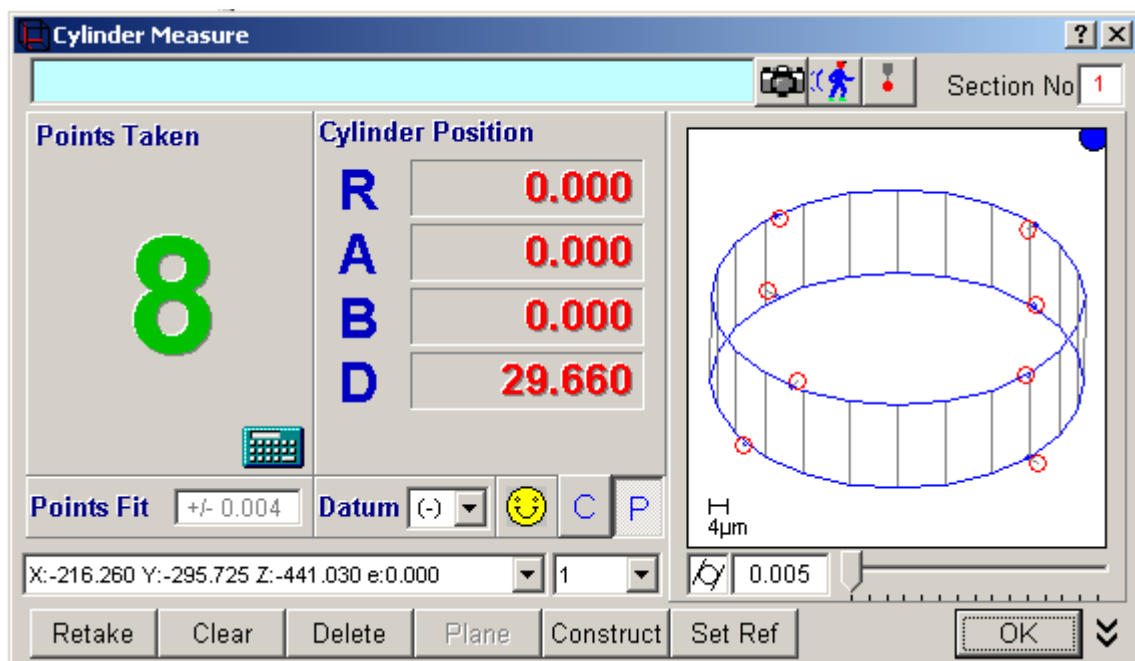 Cylinder Measure
? X
Section No 1
Points Taken
8
Cylinder Position
R 0.000
A 0.000
B 0.000
D 29.660
4µm
Points Fit +/- 0.004
Datum (-) C P
X:-216.260 Y:-295.725 Z:-441.030 e:0.000 1
0.005
Retake Clear Delete Plane Construct Set Ref OK